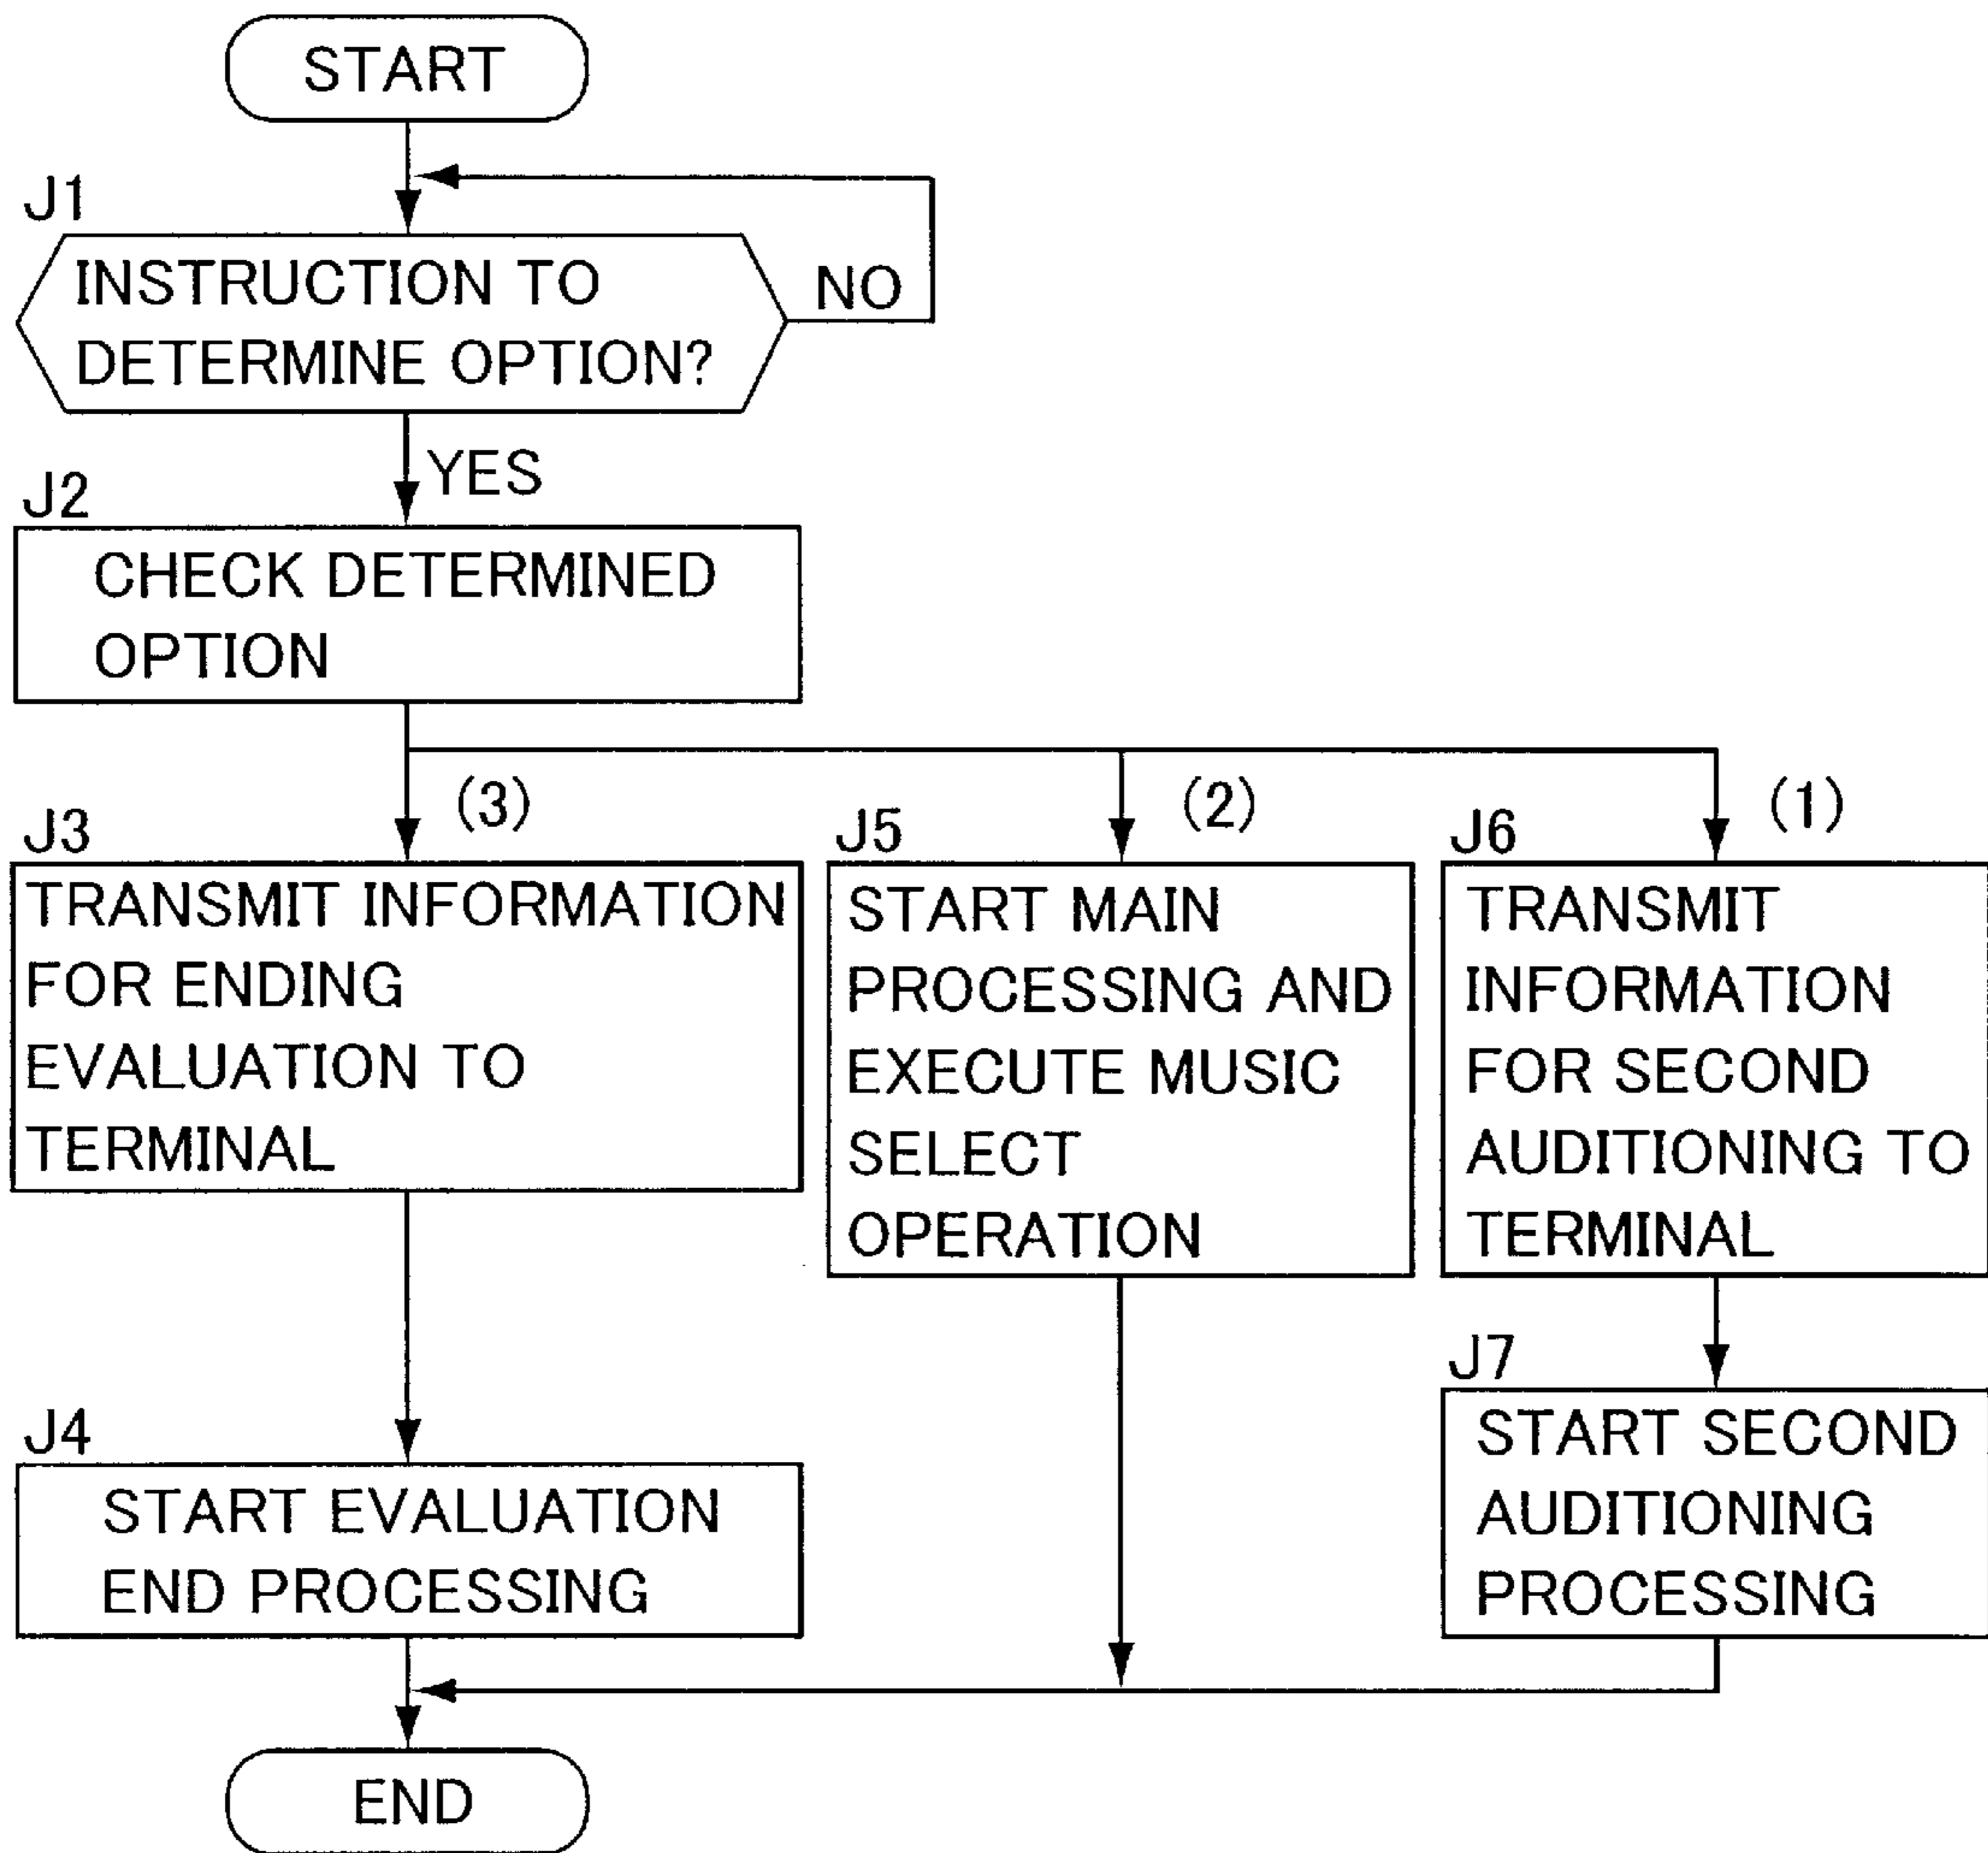 START
J1
INSTRUCTION TO
DETERMINE OPTION?
NO
YES
J2
CHECK DETERMINED
OPTION
(3)
(2)
(1)
J3
TRANSMIT INFORMATION
FOR ENDING
EVALUATION TO
TERMINAL
J5
START MAIN
PROCESSING AND
EXECUTE MUSIC
SELECT
OPERATION
J6
TRANSMIT
INFORMATION
FOR SECOND
AUDITIONING TO
TERMINAL
J4
START EVALUATION
END PROCESSING
J7
START SECOND
AUDITIONING
PROCESSING
END